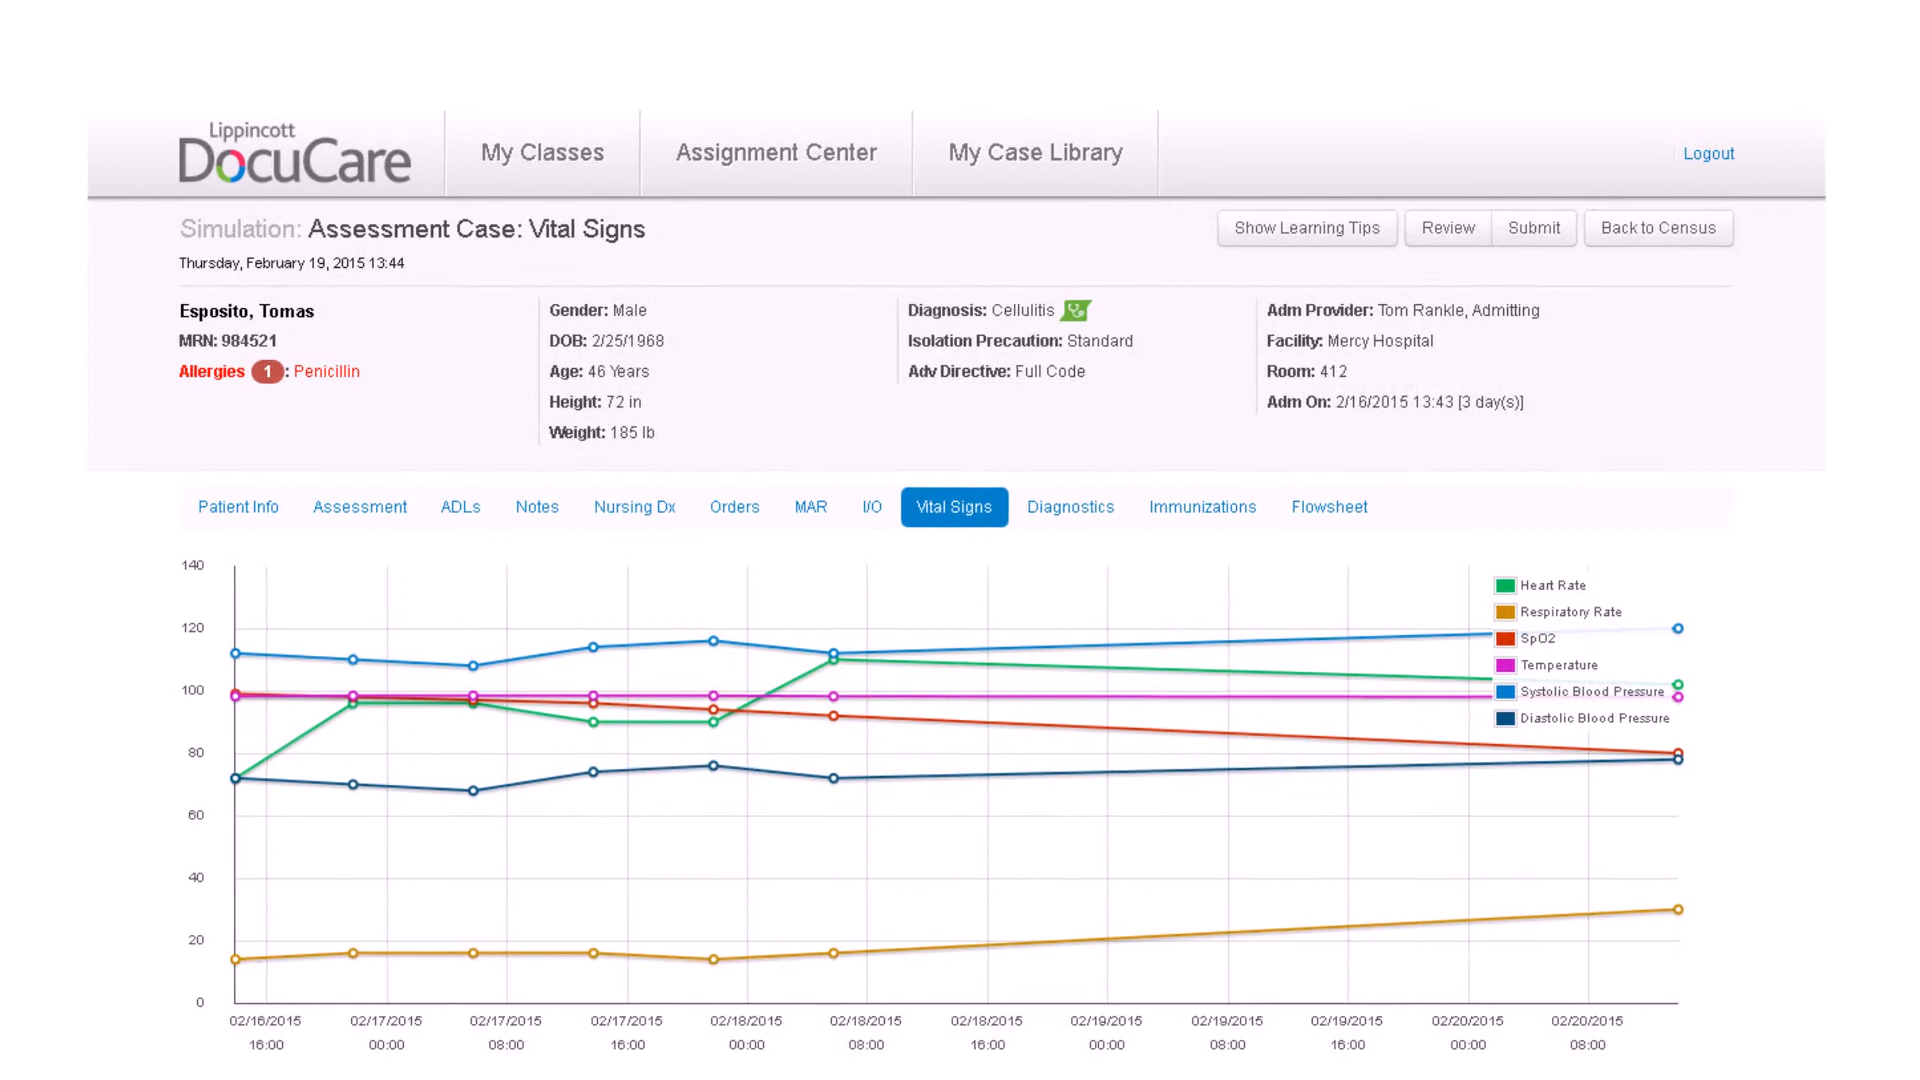 Lippincott
DocuCare
My Classes
Assignment Center
My Case Library
Logout
Simulation: Assessment Case: Vital Signs
Show Learning Tips
Review
Submit
Back to Census
Thursday, February 19, 2015 13:44
Esposito, Tomas
MRN: 984521
Allergies 1 : Penicillin
Gender: Male
DOB: 2/25/1968
Age: 46 Years
Height: 72 in
Weight: 185 lb
Diagnosis: Cellulitis
Isolation Precaution: Standard
Adv Directive: Full Code
Adm Provider: Tom Rankle, Admitting
Facility: Mercy Hospital
Room: 412
Adm On: 2/16/2015 13:43 [3 day(s)]
Patient Info
Assessment
ADLs
Notes
Nursing Dx
Orders
MAR
I/O
Vital Signs
Diagnostics
Immunizations
Flowsheet
140
120
100
80
60
40
20
0
Heart Rate
Respiratory Rate
SpO2
Temperature
Systolic Blood Pressure
Diastolic Blood Pressure
02/16/2015 16:00
02/17/2015 00:00
02/17/2015 08:00
02/17/2015 16:00
02/18/2015 00:00
02/18/2015 08:00
02/18/2015 16:00
02/19/2015 00:00
02/19/2015 08:00
02/19/2015 16:00
02/20/2015 00:00
02/20/2015 08:00